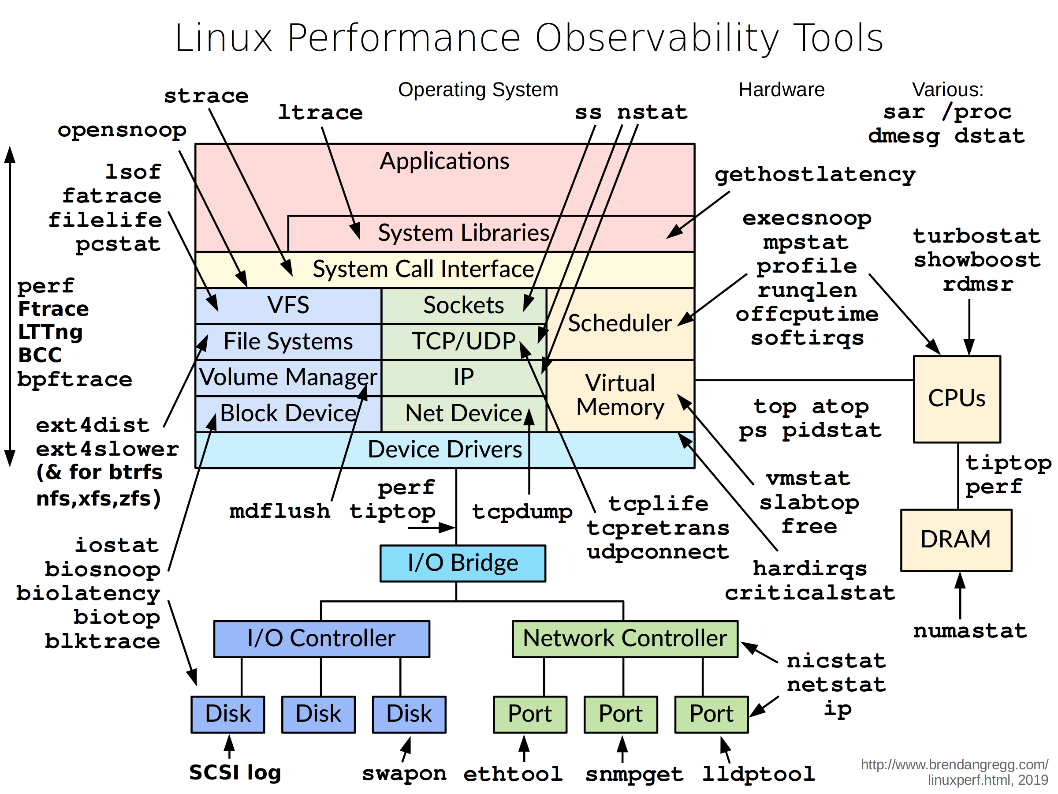 Linux Performance Observability Tools
Operating System
Hardware
Various:
sar /proc
dmesg dstat
strace
ltrace
ss nstat
opensnoop
lsof
fatrace
filelife
pcstat
perf
Ftrace
LTTng
BCC
bpftrace
ext4dist
ext4slower
(& for btrfs
nfs,xfs,zfs)
iostat
biosnoop
biolatency
biotop
blktrace
Applications
System Libraries
System Call Interface
VFS
Sockets
Scheduler
File Systems
TCP/UDP
Volume Manager
IP
Virtual
Memory
Block Device
Net Device
Device Drivers
gethostlatency
execsnoop
mpstat
profile
runqlen
offcputime
softirqs
turbostat
showboost
rdmsr
CPUs
top atop
ps pidstat
tiptop
perf
DRAM
numastat
vmstat
slabtop
free
hardirqs
criticalstat
mdflush
perf
tiptop
tcpdump
tcplife
tcpretrans
udpconnect
I/O Bridge
I/O Controller
Network Controller
nicstat
netstat
ip
Disk
Disk
Disk
Port
Port
Port
SCSI log
swapon
ethtool
snmpget
lldptool
http://www.brendangregg.com/
linuxperf.html, 2019